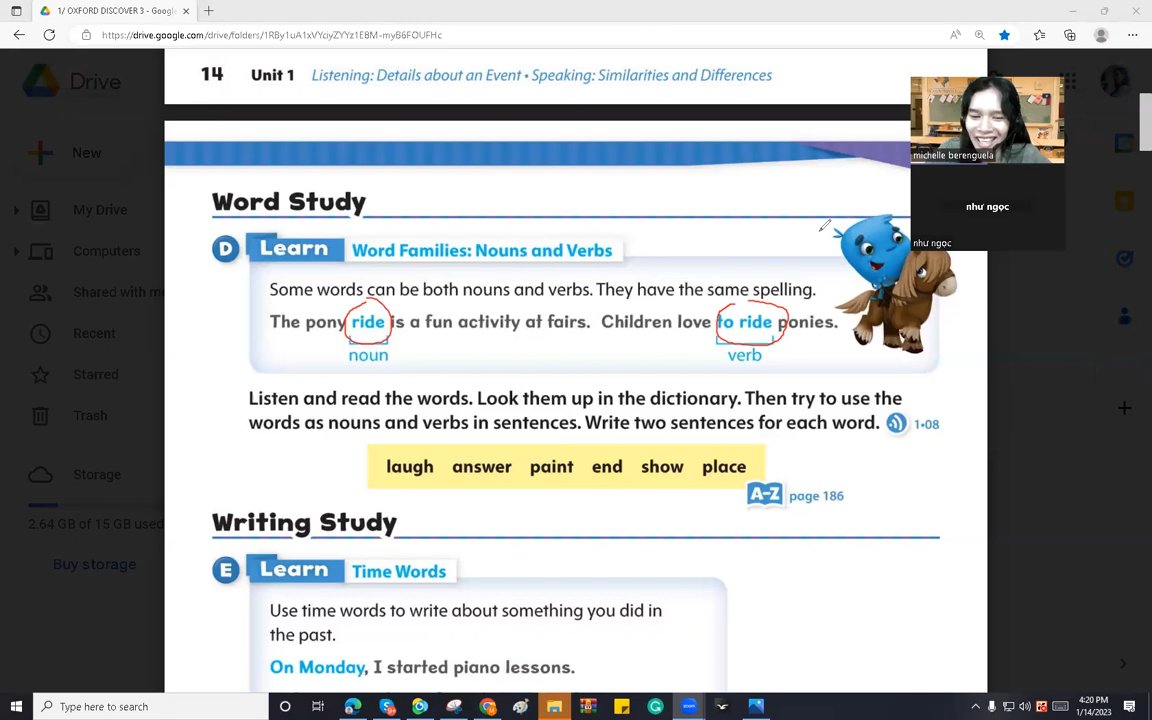 1/ OXFORD DISCOVER 3 - Googl
https://drive.google.com/drive/folders/1RBy1uA1xVYciyZYYz1E8M-myB6FOUFHc
14 Unit 1 Listening: Details about an Event • Speaking: Similarities and Differences
Drive
michelle berenguela
như ngọc
như ngọc
New
My Drive
Computers
Shared with me
Recent
Starred
Trash
Storage
2.64 GB of 15 GB used
Buy storage
Word Study
D Learn Word Families: Nouns and Verbs
Some words can be both nouns and verbs. They have the same spelling.
The pony ride is a fun activity at fairs. Children love to ride ponies.
noun verb
Listen and read the words. Look them up in the dictionary. Then try to use the
words as nouns and verbs in sentences. Write two sentences for each word. 1•08
laugh answer paint end show place
A-Z page 186
Writing Study
E Learn Time Words
Use time words to write about something you did in
the past.
On Monday, I started piano lessons.
Type here to search
4:20 PM
1/14/2023